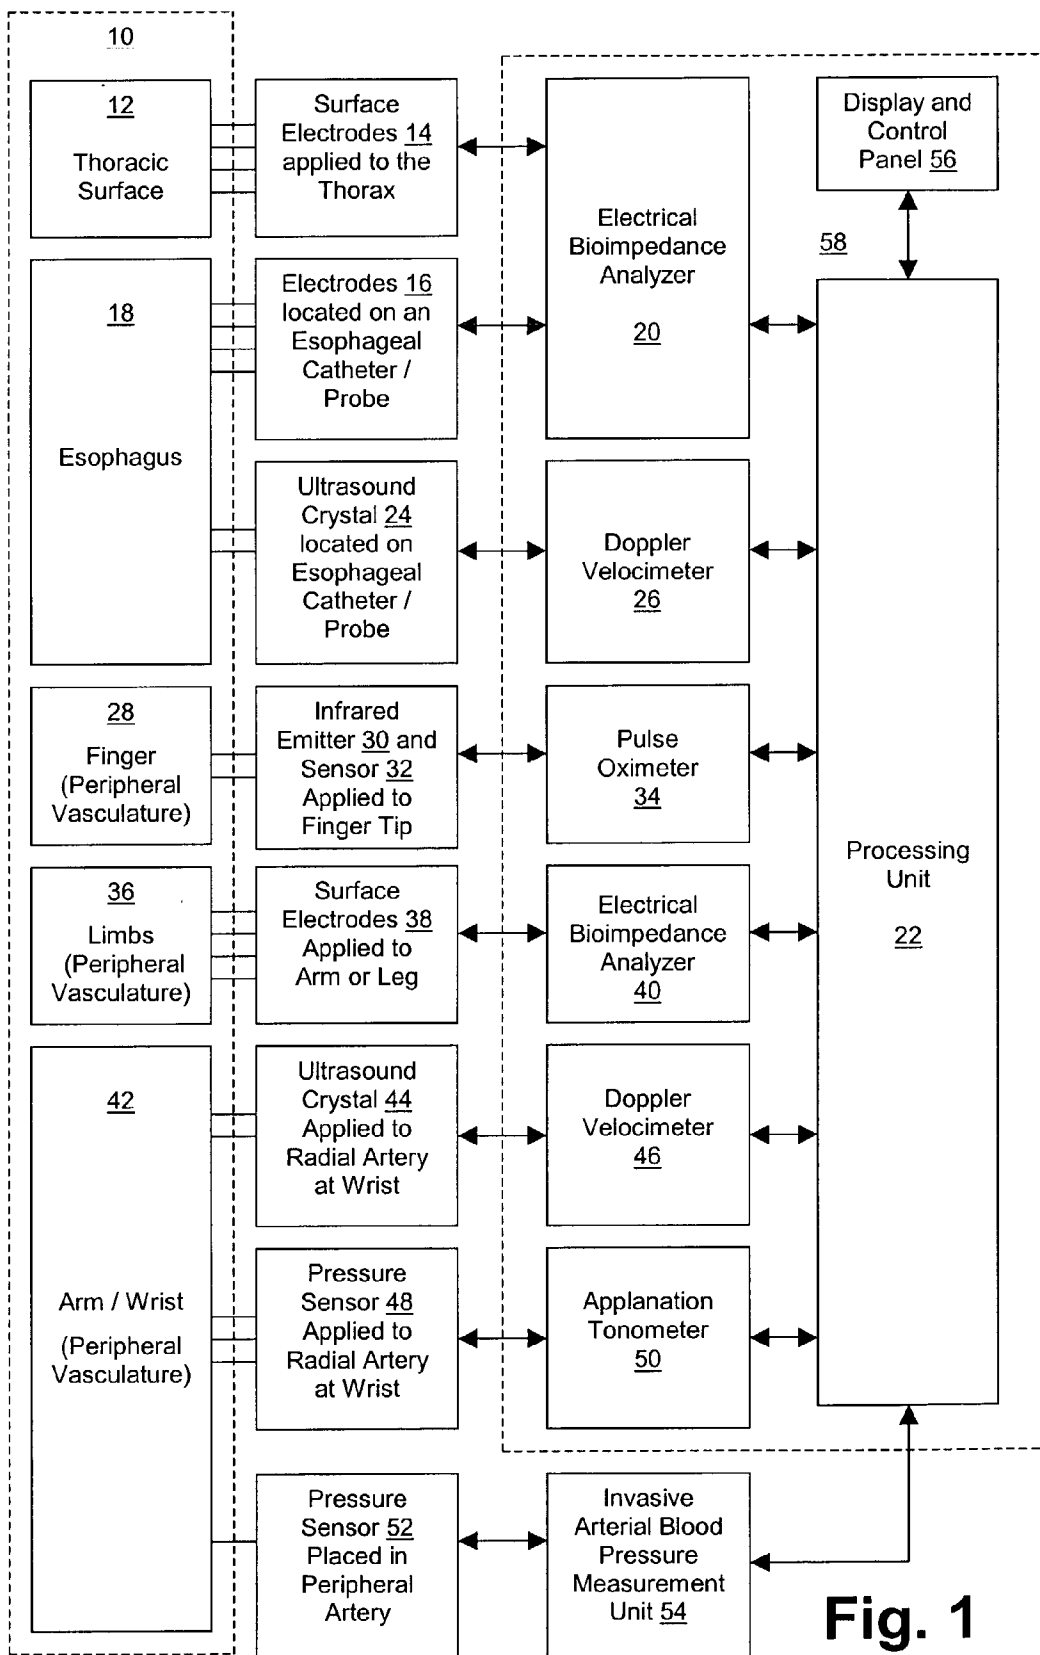 10
12
Thoracic
Surface
Surface
Electrodes 14
applied to the
Thorax
Electrical
Bioimpedance
Analyzer
20
Display and
Control
Panel 56
58
18
Esophagus
Electrodes 16
located on an
Esophageal
Catheter /
Probe
Ultrasound
Crystal 24
located on
Esophageal
Catheter /
Probe
Doppler
Velocimeter
26
28
Finger
(Peripheral
Vasculature)
Infrared
Emitter 30 and
Sensor 32
Applied to
Finger Tip
Pulse
Oximeter
34
Processing
Unit
22
36
Limbs
(Peripheral
Vasculature)
Surface
Electrodes 38
Applied to
Arm or Leg
Electrical
Bioimpedance
Analyzer
40
42
Arm / Wrist
(Peripheral
Vasculature)
Ultrasound
Crystal 44
Applied to
Radial Artery
at Wrist
Doppler
Velocimeter
46
Pressure
Sensor 48
Applied to
Radial Artery
at Wrist
Applanation
Tonometer
50
Pressure
Sensor 52
Placed in
Peripheral
Artery
Invasive
Arterial Blood
Pressure
Measurement
Unit 54
Fig. 1